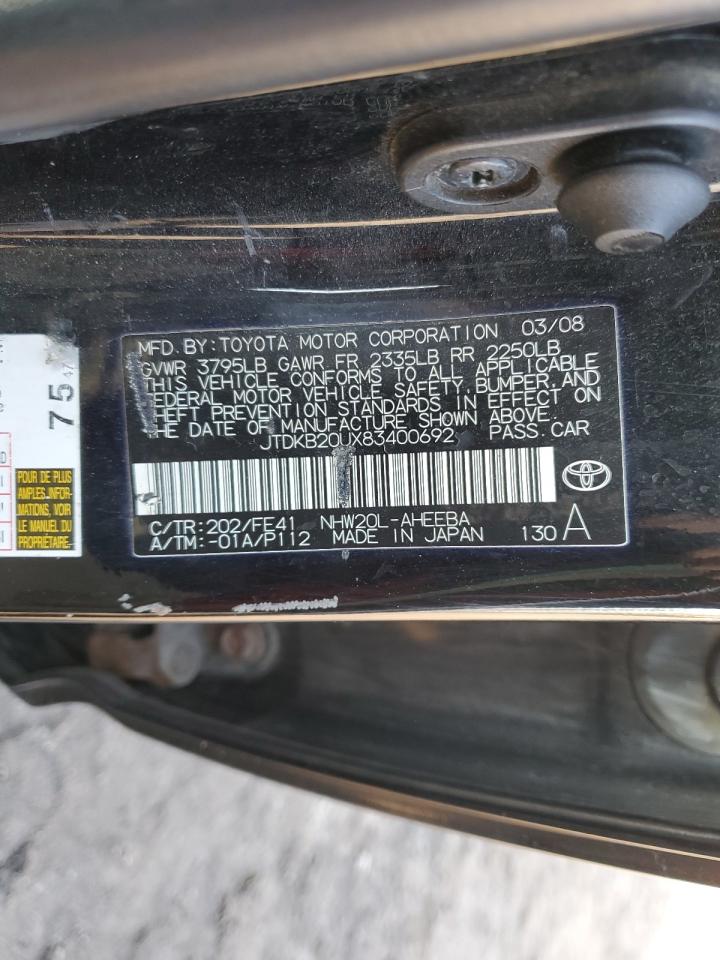 MFD. BY: TOYOTA MOTOR CORPORATION 03/08
GVWR 3795LB GAWR FR 2335LB RR 2250LB
THIS VEHICLE CONFORMS TO ALL APPLICABLE
FEDERAL MOTOR VEHICLE SAFETY, BUMPER, AND
THEFT PREVENTION STANDARDS IN EFFECT ON
THE DATE OF MANUFACTURE SHOWN ABOVE.
JTDKB20UX83400692 PASS. CAR
C/TR: 202/FE41 NHW20L-AHEEBA
A/TM: -01A/P112 MADE IN JAPAN 130 A
75
47
POUR DE PLUS
AMPLES INFOR-
MATIONS, VOIR
LE MANUEL DU
PROPRIÉTAIRE.